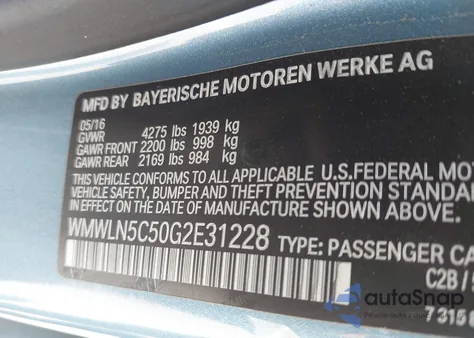 MFD BY BAYERISCHE MOTOREN WERKE AG
05/16
GVWR 4275 lbs 1939 kg
GAWR FRONT 2200 lbs 998 kg
GAWR REAR 2169 lbs 984 kg
THIS VEHICLE CONFORMS TO ALL APPLICABLE U.S.FEDERAL MOT
VEHICLE SAFETY, BUMPER AND THEFT PREVENTION STANDAR
IN EFFECT ON THE DATE OF MANUFACTURE SHOWN ABOVE.
WMWLN5C50G2E31228 TYPE: PASSENGER CA
C2B /
autoSnap